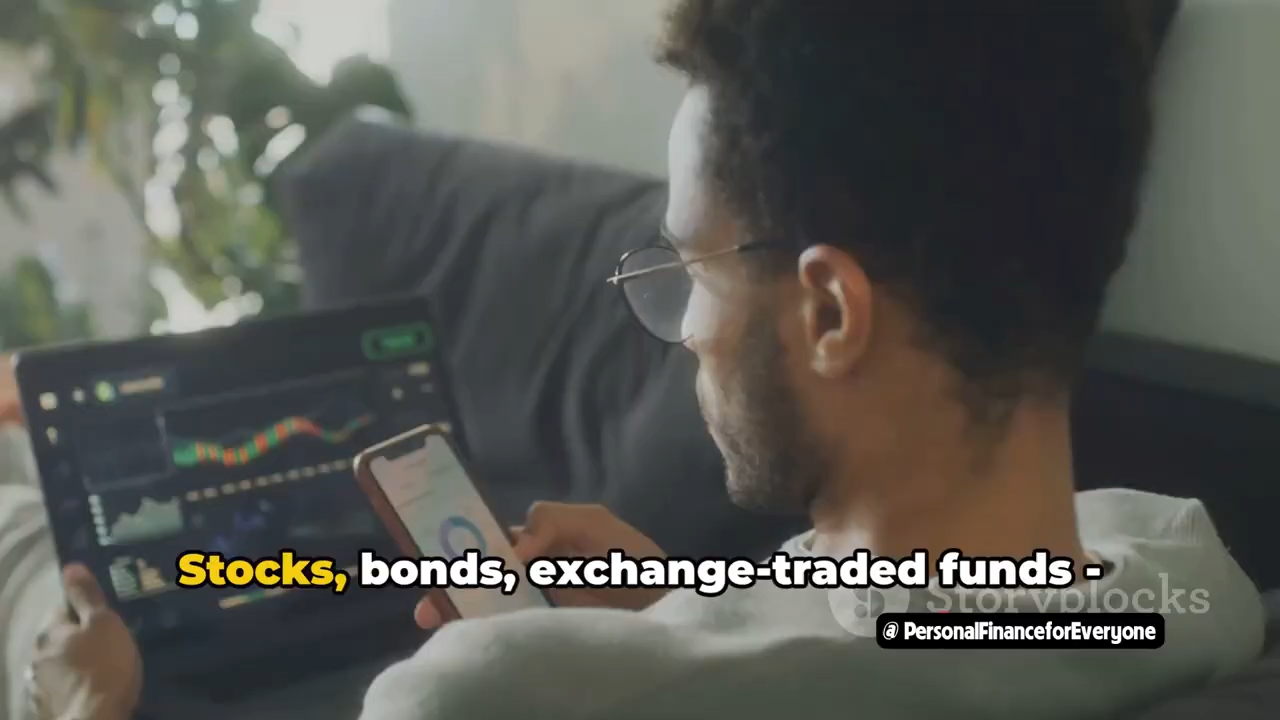 Stocks, bonds, exchange-traded funds -
Storyblocks
@ PersonalFinanceforEveryone